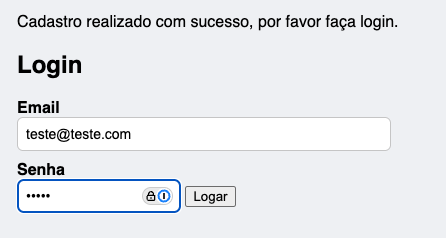 Cadastro realizado com sucesso, por favor faça login.
Login
Email
teste@teste.com
Senha
•••••
Logar